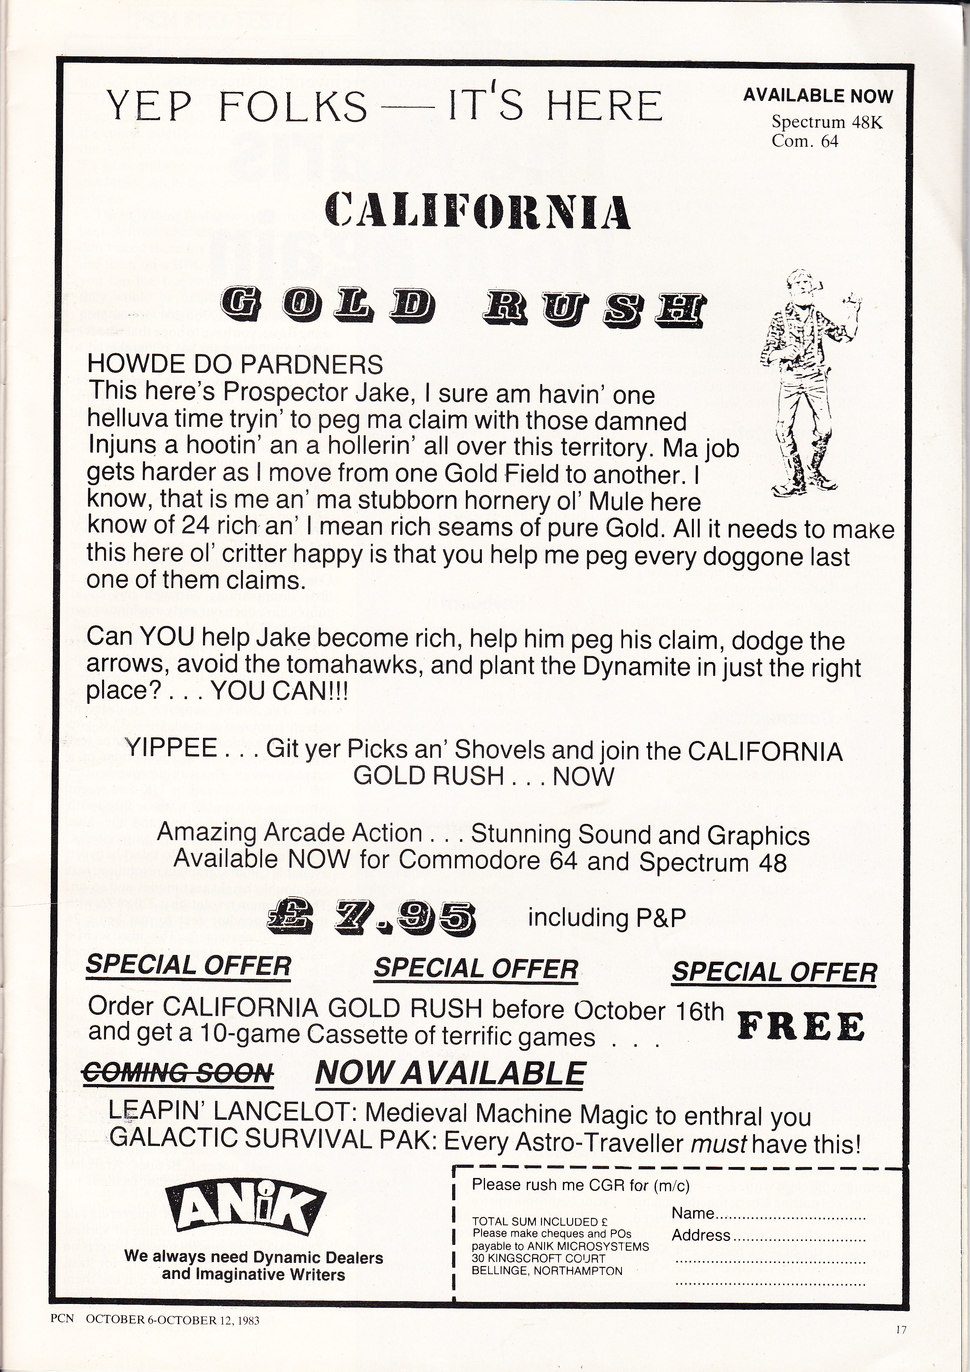 YEP FOLKS — IT'S HERE
AVAILABLE NOW
Spectrum 48K
Com. 64
CALIFORNIA
GOLD RUSH
HOWDE DO PARDNERS
This here's Prospector Jake, I sure am havin' one
helluva time tryin' to peg ma claim with those damned
Injuns a hootin' an a hollerin' all over this territory. Ma job
gets harder as I move from one Gold Field to another. I
know, that is me an' ma stubborn hornery ol' Mule here
know of 24 rich an' I mean rich seams of pure Gold. All it needs to make
this here ol' critter happy is that you help me peg every doggone last
one of them claims.
Can YOU help Jake become rich, help him peg his claim, dodge the
arrows, avoid the tomahawks, and plant the Dynamite in just the right
place? . . . YOU CAN!!!
YIPPEE . . . Git yer Picks an' Shovels and join the CALIFORNIA
GOLD RUSH . . . NOW
Amazing Arcade Action . . . Stunning Sound and Graphics
Available NOW for Commodore 64 and Spectrum 48
£7.95 including P&P
SPECIAL OFFER SPECIAL OFFER SPECIAL OFFER
Order CALIFORNIA GOLD RUSH before October 16th
and get a 10-game Cassette of terrific games . . .
FREE
COMING SOON NOW AVAILABLE
LEAPIN' LANCELOT: Medieval Machine Magic to enthral you
GALACTIC SURVIVAL PAK: Every Astro-Traveller must have this!
ANiK
We always need Dynamic Dealers
and Imaginative Writers
Please rush me CGR for (m/c)
TOTAL SUM INCLUDED £
Please make cheques and POs
payable to ANIK MICROSYSTEMS
30 KINGSCROFT COURT
BELLINGE, NORTHAMPTON
Name..................................
Address..............................
PCN OCTOBER 6-OCTOBER 12, 1983
17